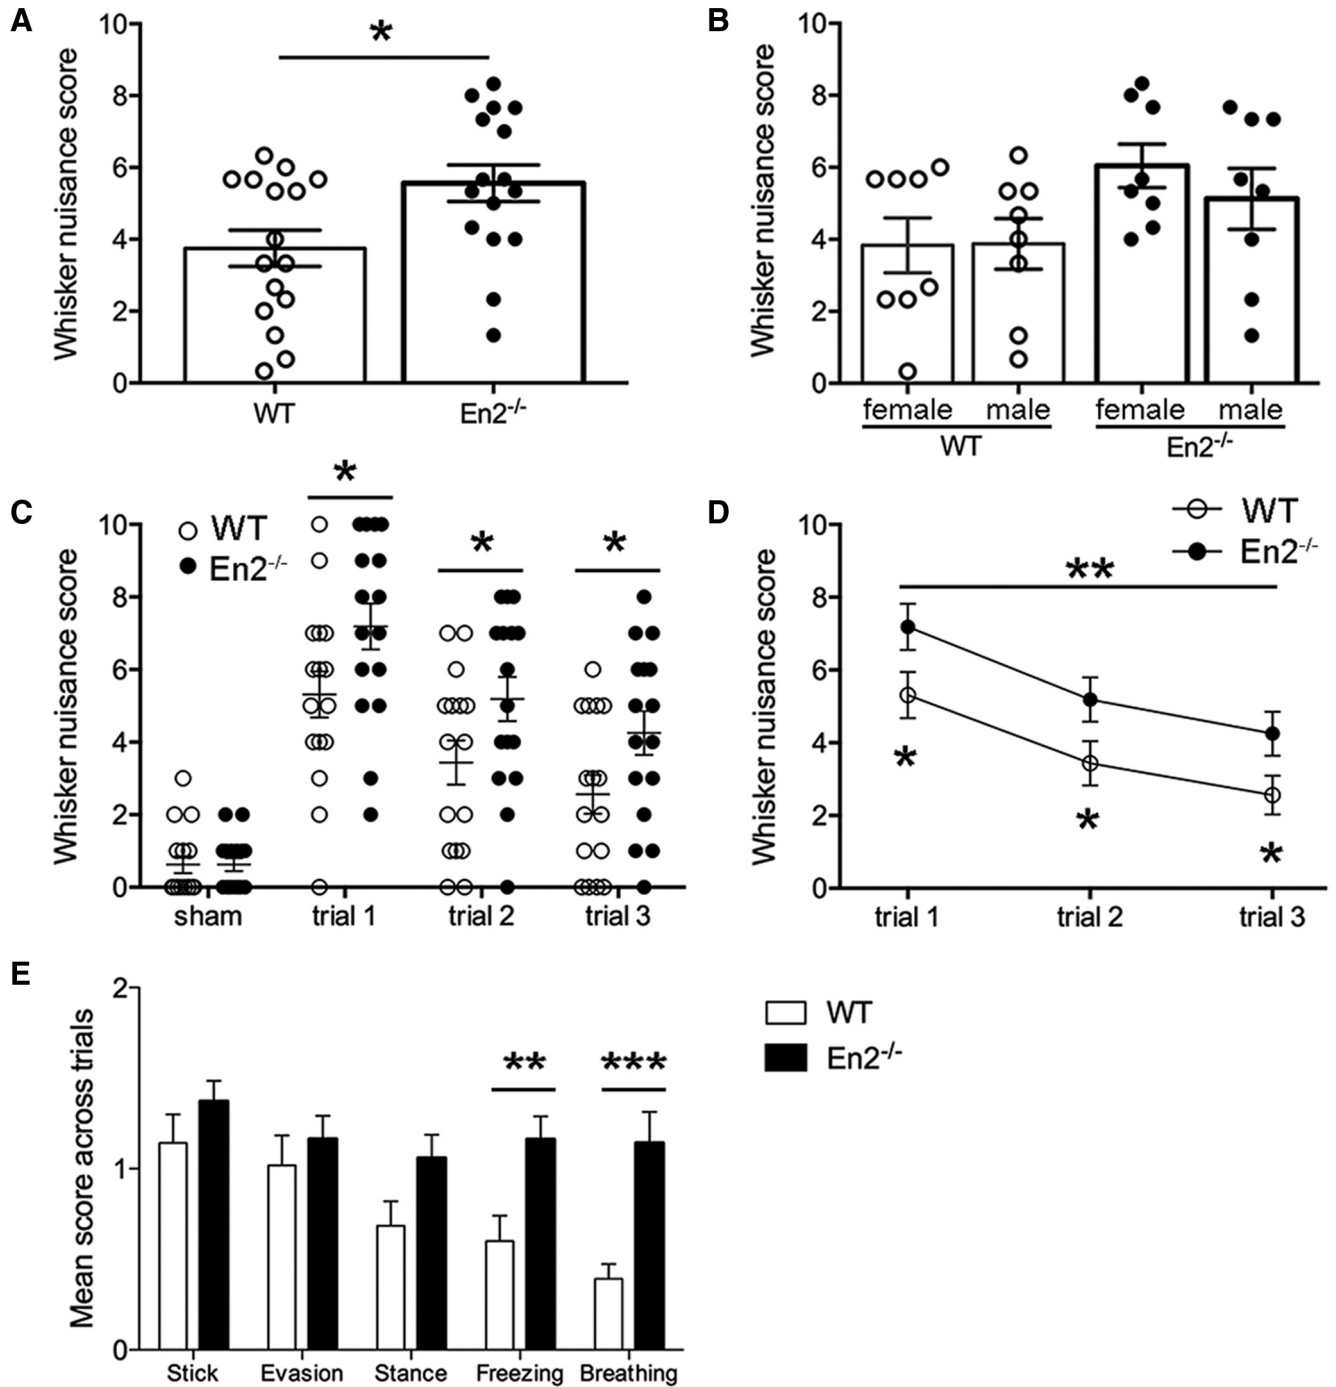 A
Whisker nuisance score
10
8
6
4
2
0
*
WT
En2-/-
B
Whisker nuisance score
10
8
6
4
2
0
female male female male
WT En2-/-
C
Whisker nuisance score
10
8
6
4
2
0
WT
En2-/-
*
*
*
sham trial 1 trial 2 trial 3
D
Whisker nuisance score
10
8
6
4
2
0
WT
En2-/-
**
*
*
*
trial 1 trial 2 trial 3
E
Mean score across trials
2
1
0
** ***
Stick Evasion Stance Freezing Breathing
WT
En2-/-